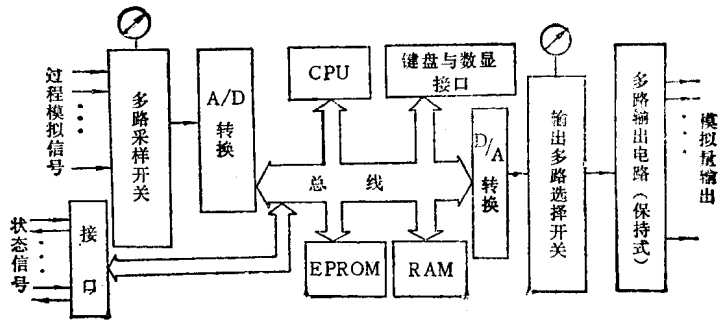 过程模拟信号
多路采样开关
A/D
转换
CPU
键盘与数显
接口
D/A
转换
输出多路选择开关
多路输出电路（保持式）
模拟量输出
总线
状态信号
接口
EPROM
RAM